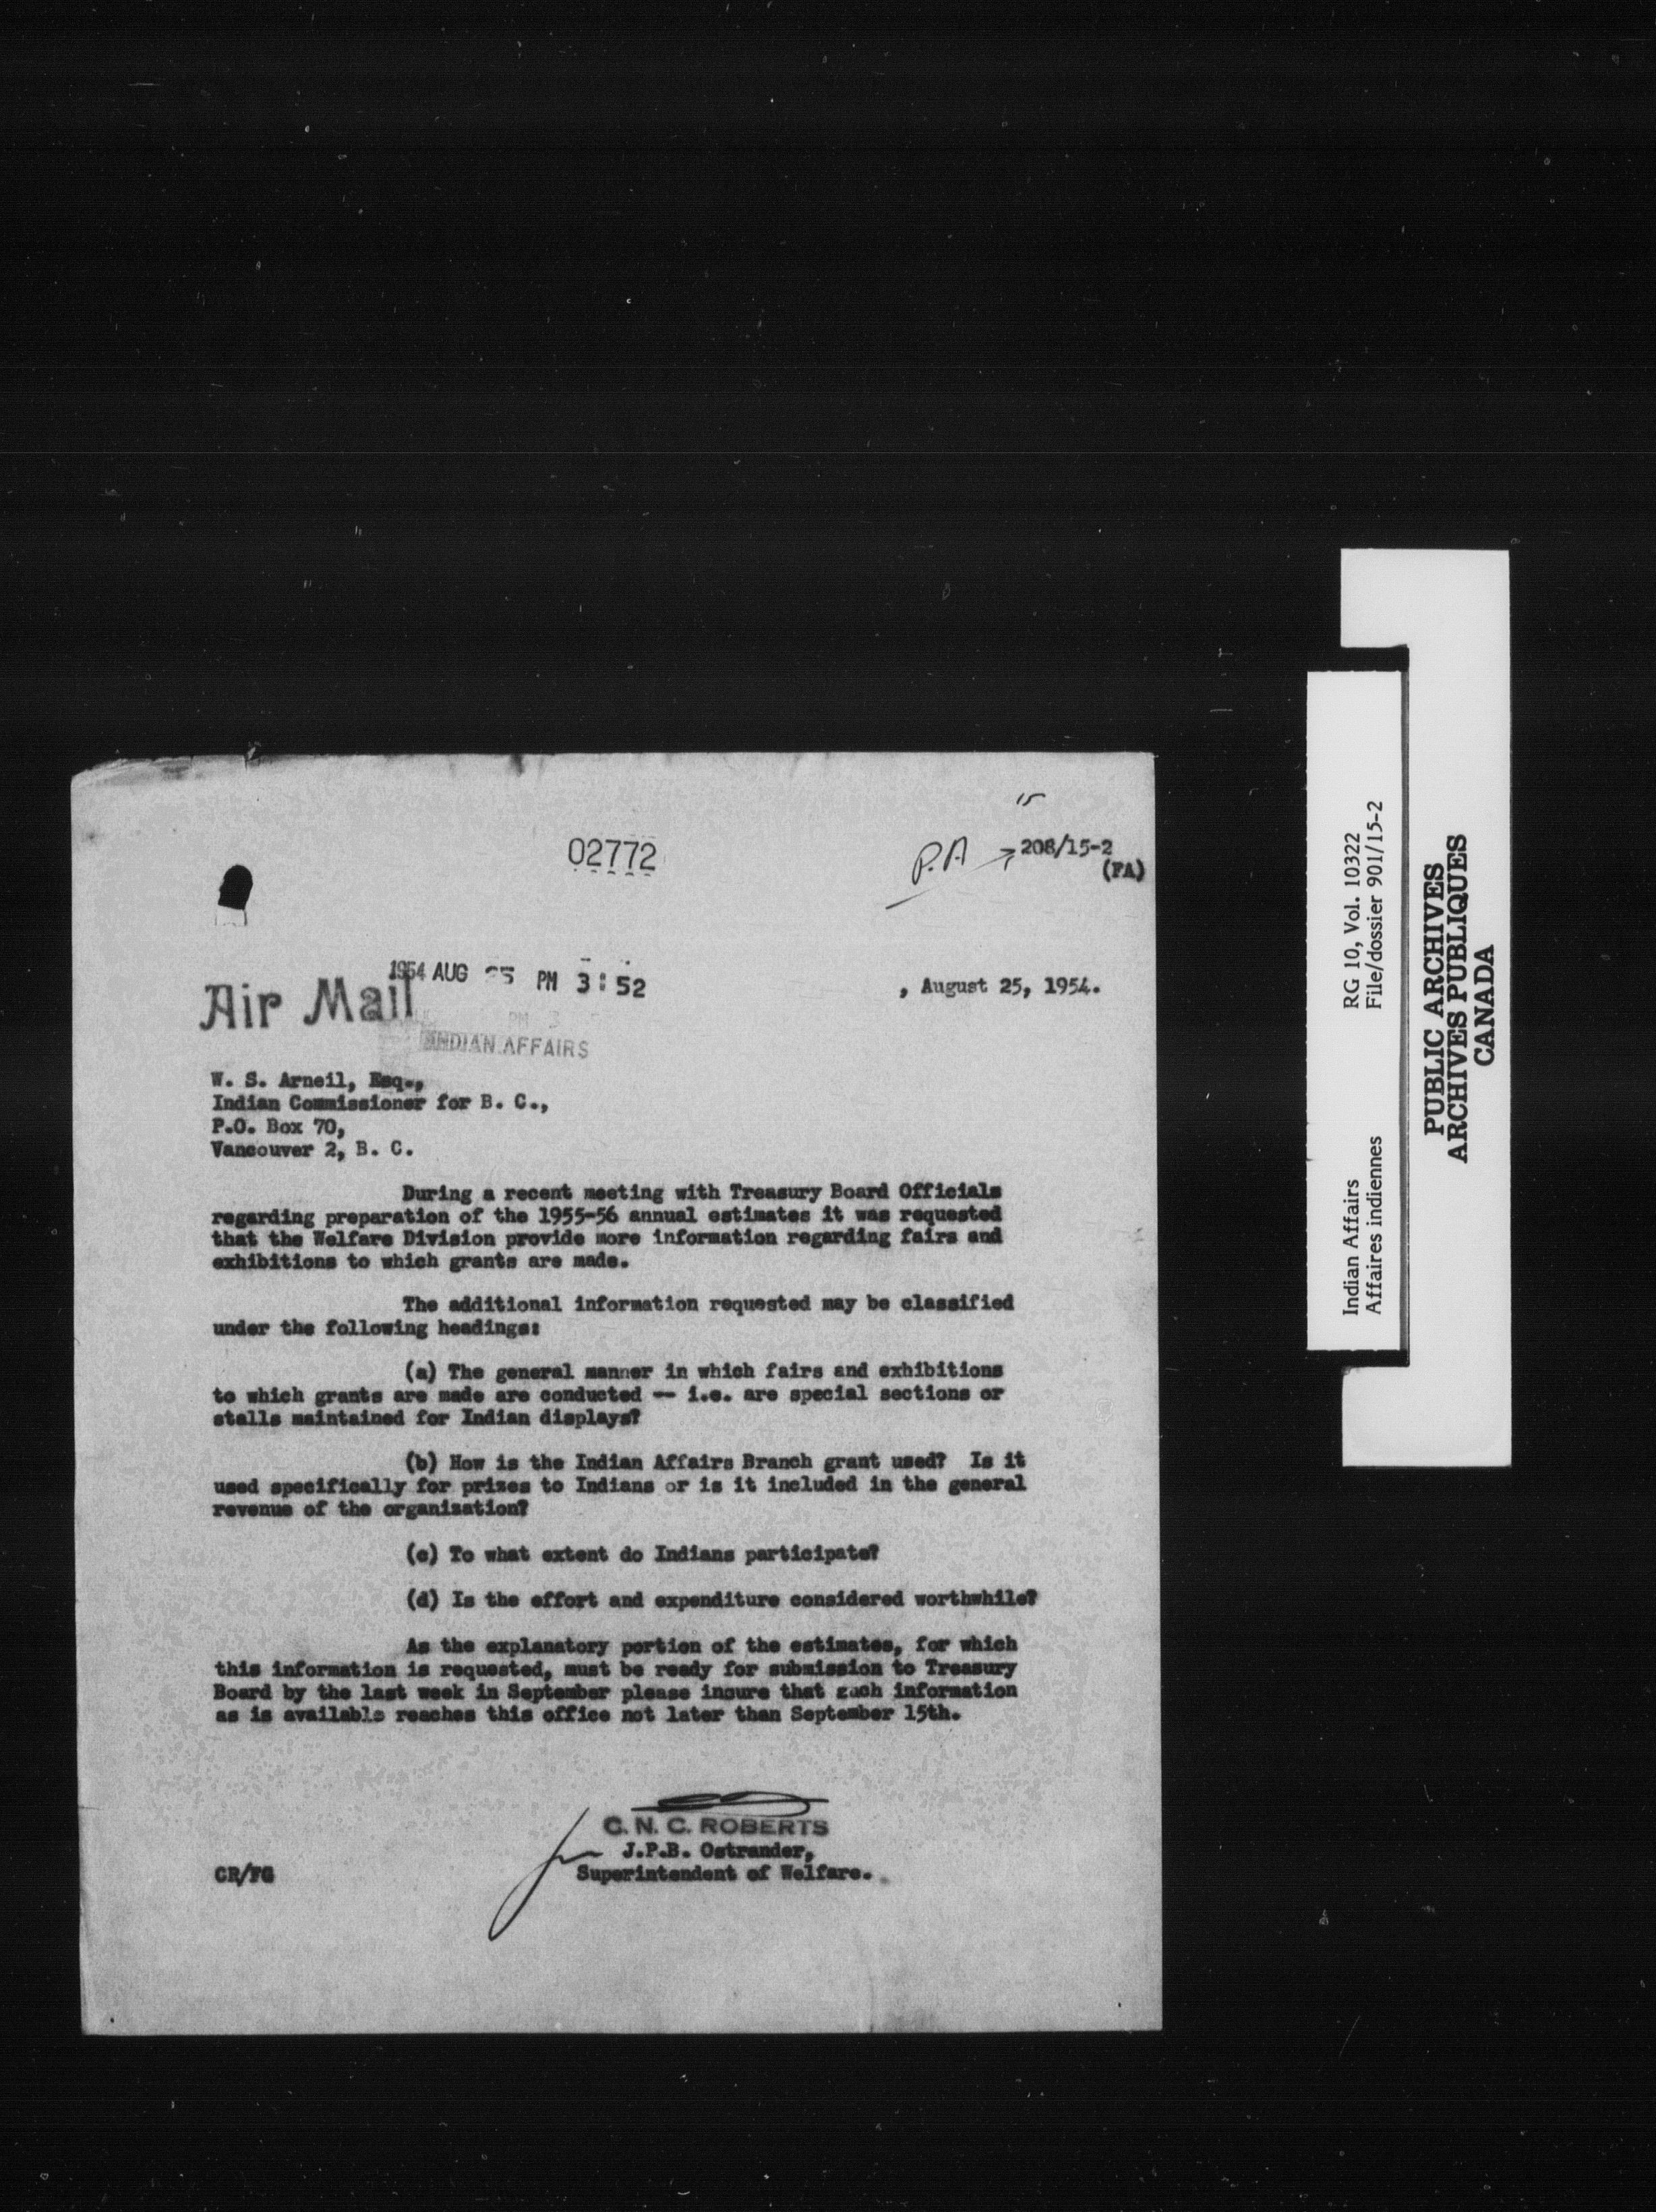 15
02772
P.A 208/15-2
(FA)
1954 AUG 25 PM 3:52
Air Mail
, August 25, 1954.
INDIAN AFFAIRS
W. S. Arneil, Esq.,
Indian Commissioner for B. C.,
P.O. Box 70,
Vancouver 2, B. C.
During a recent meeting with Treasury Board Officials
regarding preparation of the 1955-56 annual estimates it was requested
that the Welfare Division provide more information regarding fairs and
exhibitions to which grants are made.
The additional information requested may be classified
under the following headings:
(a) The general manner in which fairs and exhibitions
to which grants are made are conducted -- i.e. are special sections or
stalls maintained for Indian displays?
(b) How is the Indian Affairs Branch grant used? Is it
used specifically for prizes to Indians or is it included in the general
revenue of the organization?
(c) To what extent do Indians participate?
(d) Is the effort and expenditure considered worthwhile?
As the explanatory portion of the estimates, for which
this information is requested, must be ready for submission to Treasury
Board by the last week in September please insure that such information
as is available reaches this office not later than September 15th.
C. N. C. ROBERTS
J.P.B. Ostrander,
Superintendent of Welfare.
CR/FG
Indian Affairs
Affaires indiennes
RG 10, Vol. 10322
File/dossier 901/15-2
PUBLIC ARCHIVES
ARCHIVES PUBLIQUES
CANADA